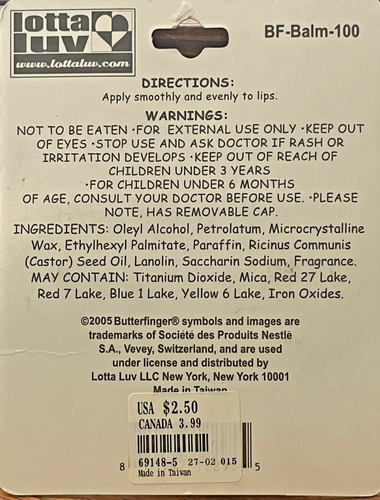 lotta
luv
www.lottaluv.com
BF-Balm-100
DIRECTIONS:
Apply smoothly and evenly to lips.
WARNINGS:
NOT TO BE EATEN •FOR EXTERNAL USE ONLY •KEEP OUT
OF EYES •STOP USE AND ASK DOCTOR IF RASH OR
IRRITATION DEVELOPS •KEEP OUT OF REACH OF
CHILDREN UNDER 3 YEARS
•FOR CHILDREN UNDER 6 MONTHS
OF AGE, CONSULT YOUR DOCTOR BEFORE USE. •PLEASE
NOTE, HAS REMOVABLE CAP.
INGREDIENTS: Oleyl Alcohol, Petrolatum, Microcrystalline
Wax, Ethylhexyl Palmitate, Paraffin, Ricinus Communis
(Castor) Seed Oil, Lanolin, Saccharin Sodium, Fragrance.
MAY CONTAIN: Titanium Dioxide, Mica, Red 27 Lake,
Red 7 Lake, Blue 1 Lake, Yellow 6 Lake, Iron Oxides.
©2005 Butterfinger® symbols and images are
trademarks of Société des Produits Nestlé
S.A., Vevey, Switzerland, and are used
under license and distributed by
Lotta Luv LLC New York, New York 10001
Made in Taiwan
USA $2.50
CANADA 3.99
8 69148-5 27-02 015 5
Made in Taiwan